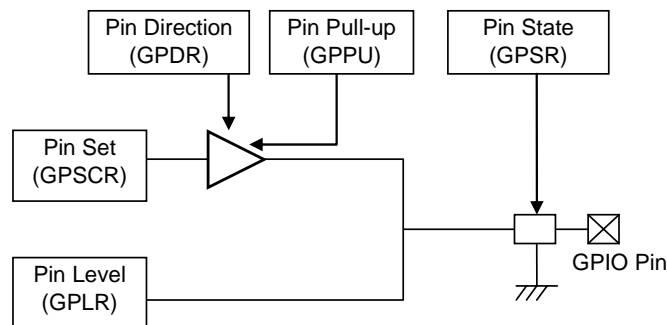 Pin Direction
(GPDR)
Pin Pull-up
(GPPU)
Pin State
(GPSR)
Pin Set
(GPSCR)
GPIO Pin
Pin Level
(GPLR)